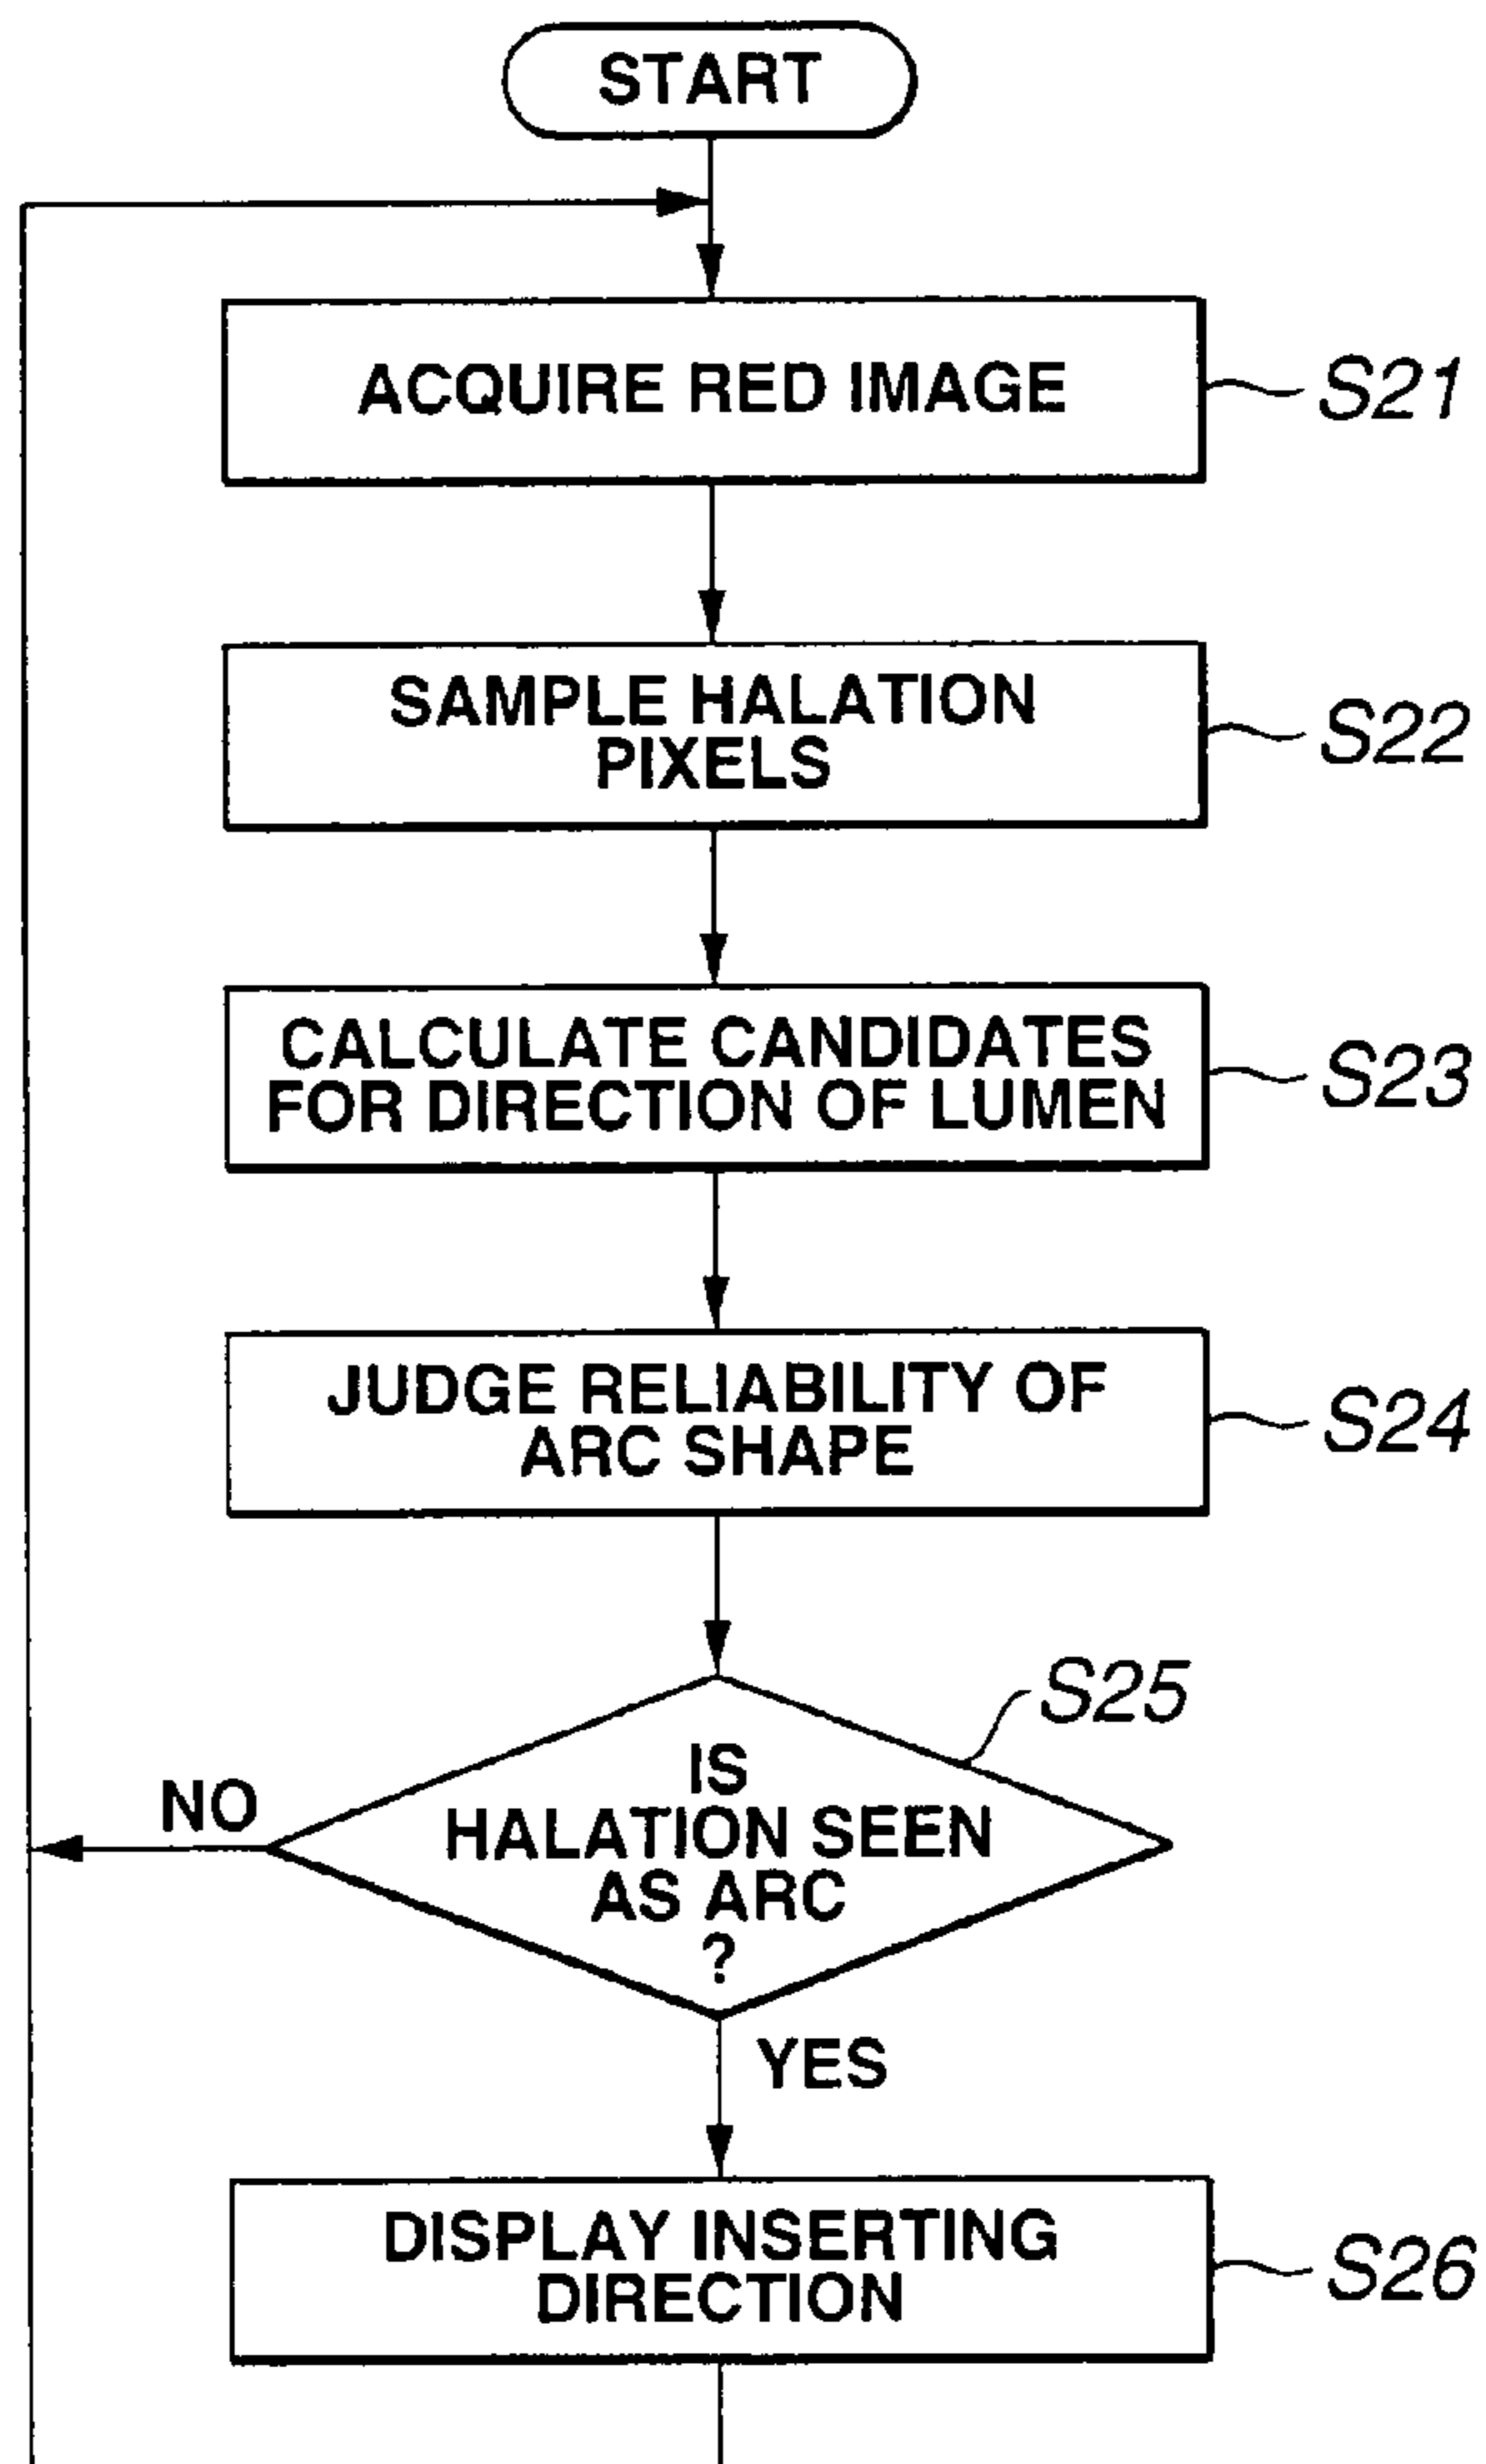 START
ACQUIRE RED IMAGE
S21
SAMPLE HALATION
PIXELS
S22
CALCULATE CANDIDATES
FOR DIRECTION OF LUMEN
S23
JUDGE RELIABILITY OF
ARC SHAPE
S24
S25
IS
HALATION SEEN
AS ARC
?
NO
YES
DISPLAY INSERTING
DIRECTION
S26